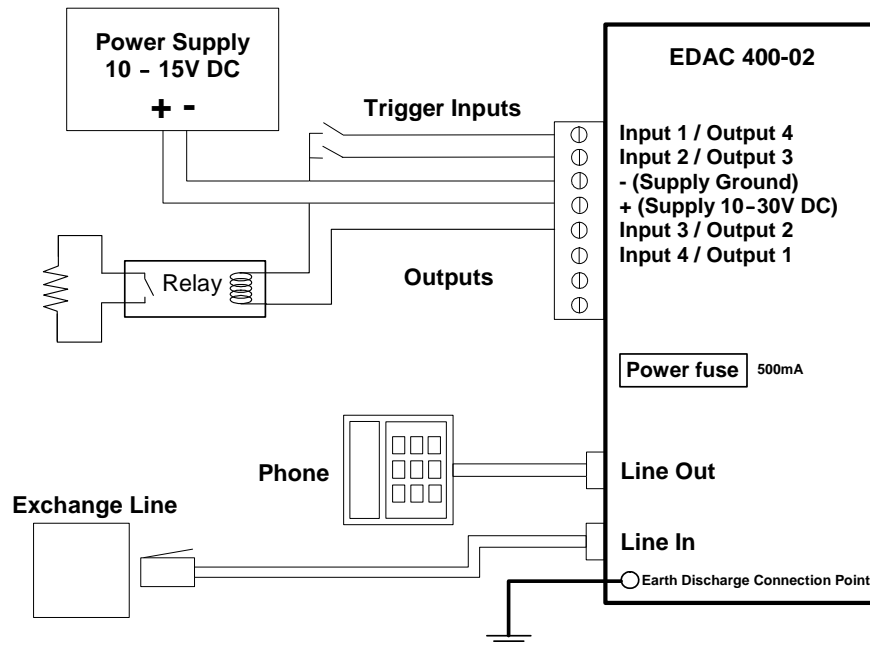 Power Supply
10 – 15V DC
+ -
EDAC 400-02
Trigger Inputs
Input 1 / Output 4
Input 2 / Output 3
- (Supply Ground)
+ (Supply 10–30V DC)
Input 3 / Output 2
Input 4 / Output 1
Relay
Outputs
Power fuse 500mA
Phone
Line Out
Exchange Line
Line In
Earth Discharge Connection Point